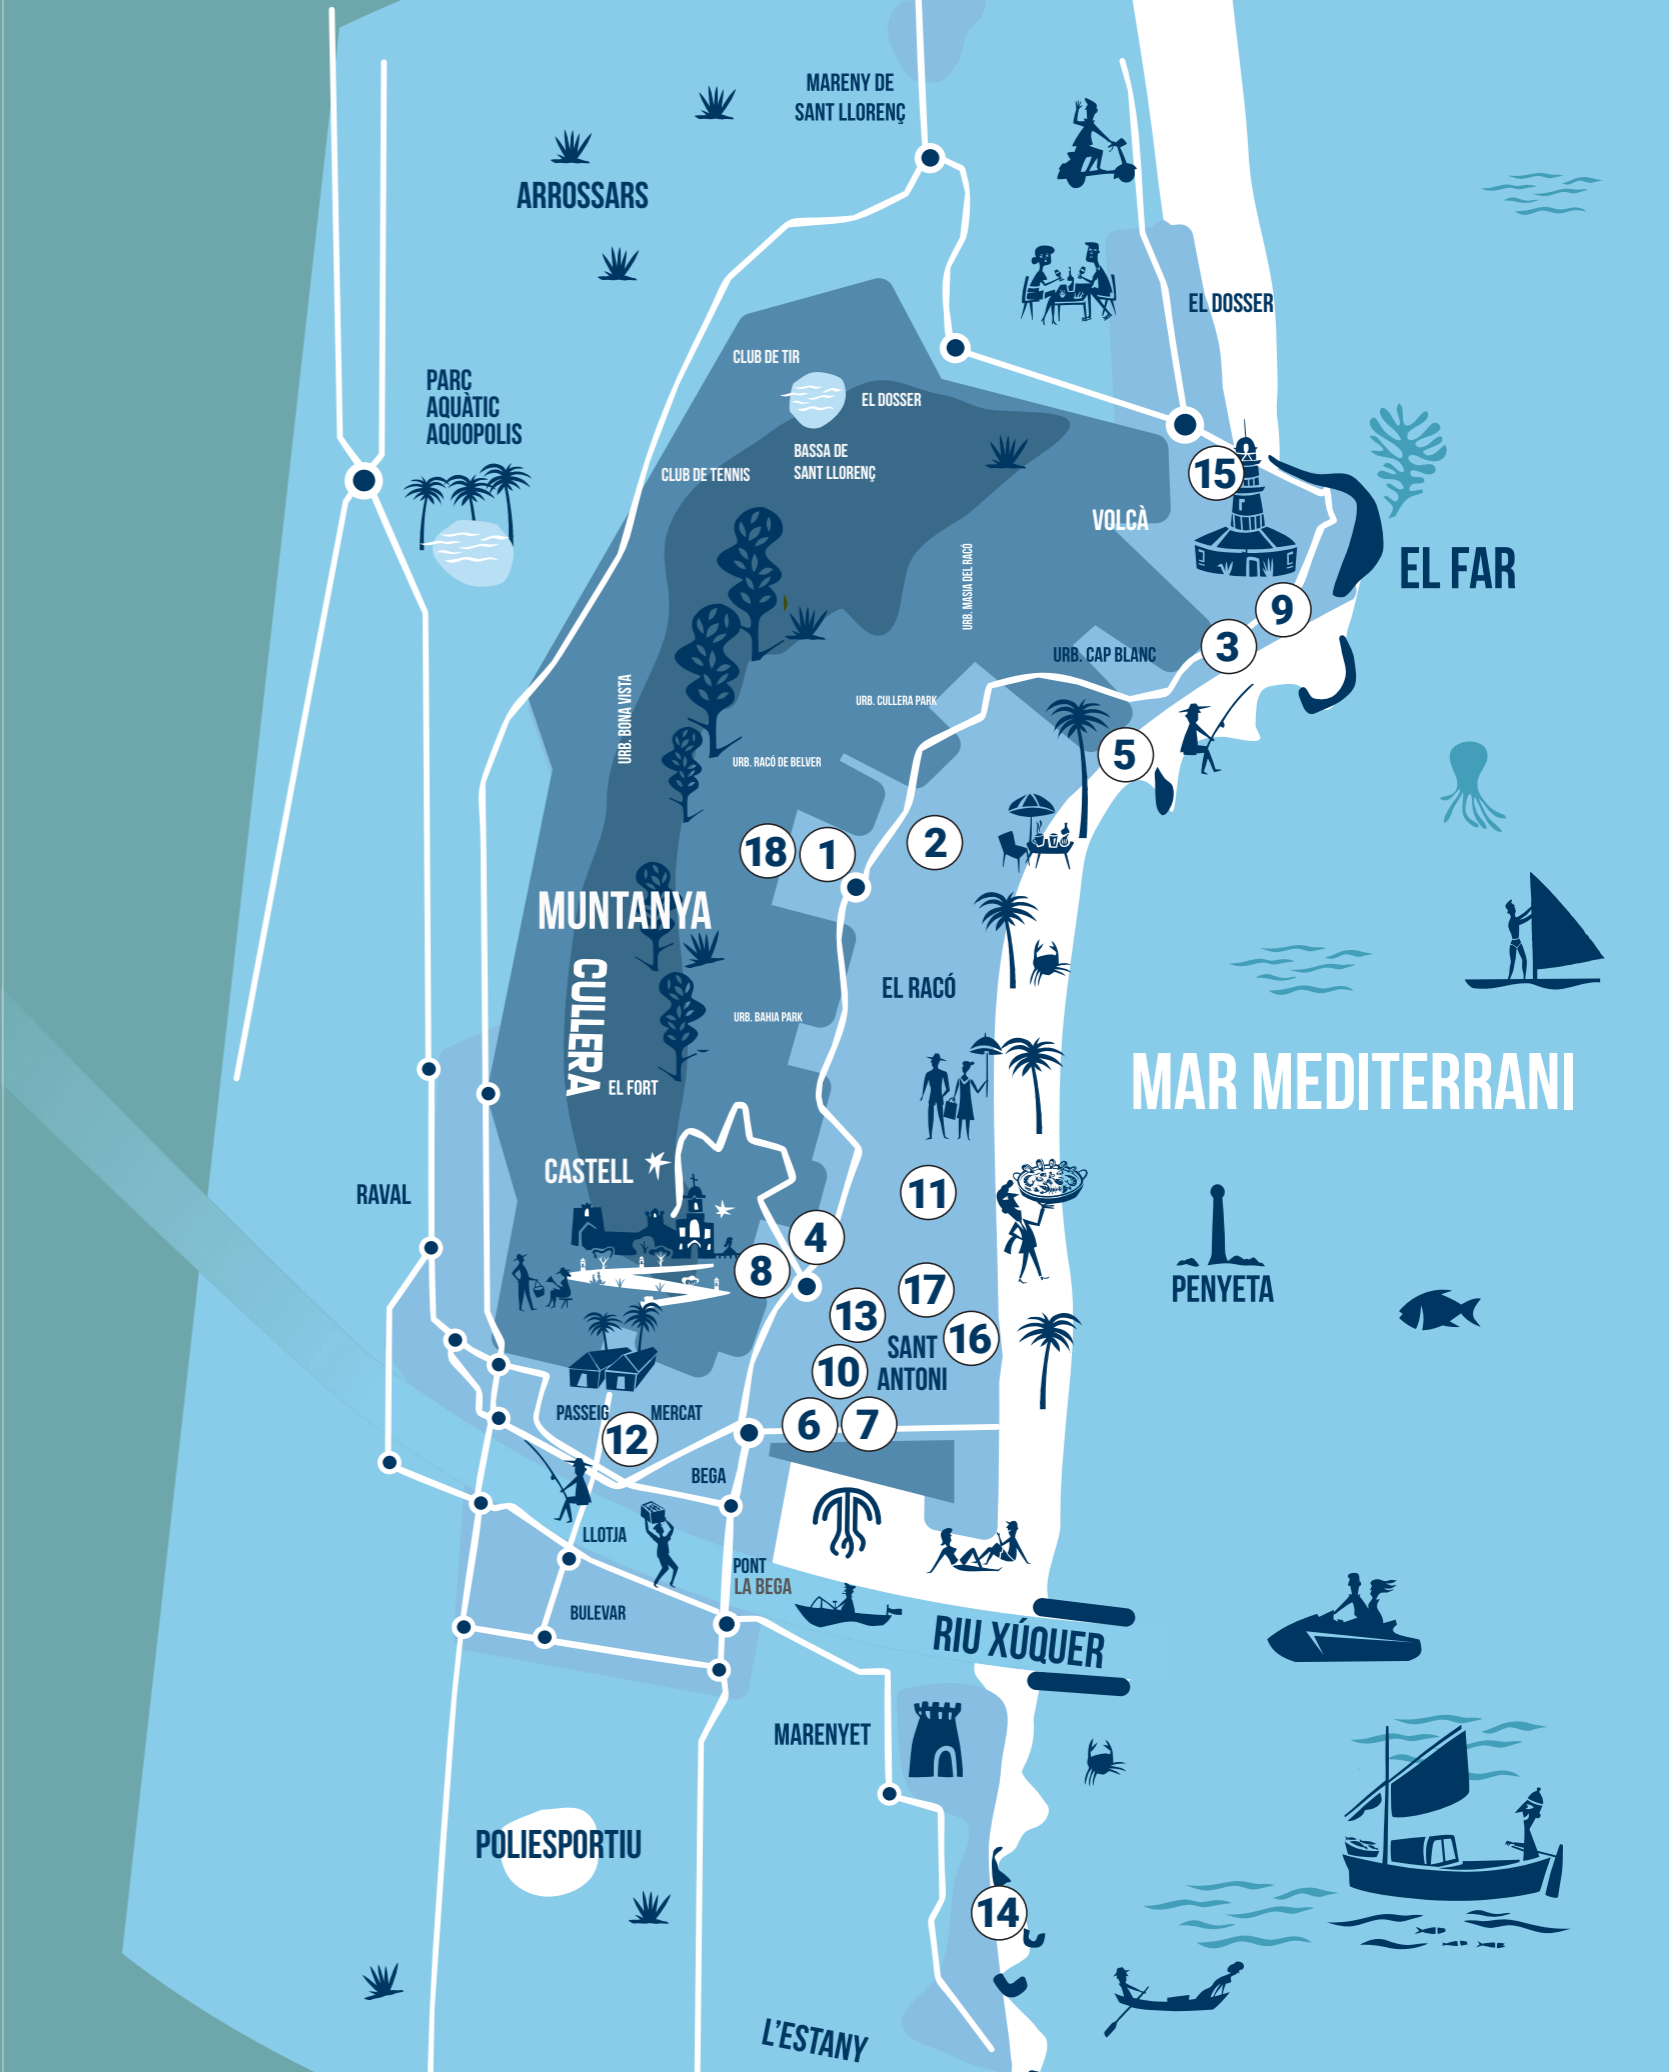 MARENY DE
SANT LLORENÇ
ARROSSARS
EL DOSSER
CLUB DE TIR
PARC
AQUÀTIC
AQUOPOLIS
EL DOSSER
BASSA DE
SANT LLORENÇ
CLUB DE TENNIS
15
VOLCÀ
EL FAR
URB. MASIA DEL RACÓ
9
3
URB. CAP BLANC
URB. BONA VISTA
URB. CULLERA PARK
5
URB. RACÓ DE BELVER
18
1
2
MUNTANYA
CULLERA
EL RACÓ
URB. BAHIA PARK
EL FORT
MAR MEDITERRANI
CASTELL
RAVAL
11
4
8
PENYETA
17
13
16
SANT
ANTONI
10
PASSEIG
MERCAT
12
6
7
BEGA
LLOTJA
PONT
LA BEGA
BULEVAR
RIU XÚQUER
MARENYET
POLIESPORTIU
14
L'ESTANY